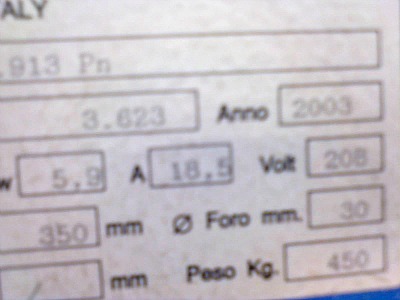 ALY
.913 Pn
3.623 Anno 2003
w 5,9 A 18,5 Volt 208
350 mm Ø Foro mm. 30
mm Peso Kg. 450